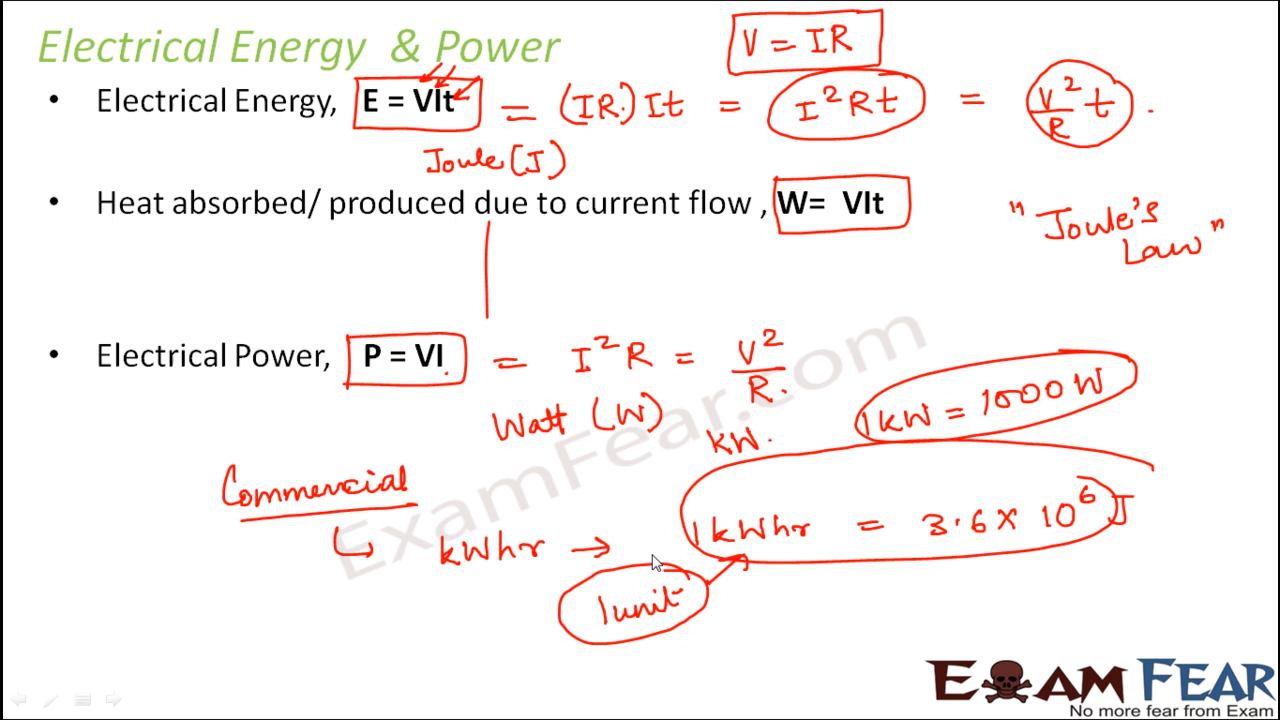 Electrical Energy & Power
V = IR
• Electrical Energy, E = VIt = (IR.) It = I²Rt = V²/R t .
Joule (J)
• Heat absorbed/ produced due to current flow , W= VIt
"Joule's
Law"
• Electrical Power, P = VI = I²R = V²/R.
Watt (W)
kW.
1kW = 1000 W
Commercial
↳ kWhr → 1kWhr = 3.6 × 10⁶ J
1unit
ExamFear.com
EXAM FEAR
No more fear from Exam